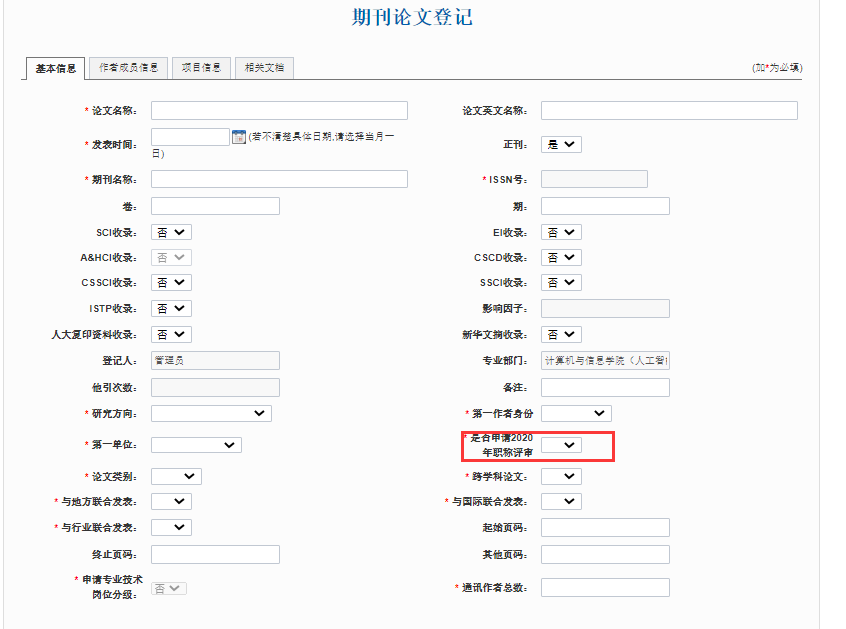 期刊论文登记
基本信息 作者成员信息 项目信息 相关文档 (加*为必填)
* 论文名称： 论文英文名称：
* 发表时间： (若不清楚具体日期,请选择当月一
日) 正刊： 是
* 期刊名称： * ISSN号：
卷： 期：
SCI收录： 否 EI收录： 否
A&HCI收录： 否 CSCD收录： 否
CSSCI收录： 否 SSCI收录： 否
ISTP收录： 否 影响因子：
人大复印资料收录： 否 新华文摘收录： 否
登记人： 管理员 专业部门： 计算机与信息学院（人工智
他引次数： 备注：
* 研究方向： * 第一作者身份
* 第一单位： * 是否申请2020
年职称评审
* 论文类别： * 跨学科论文：
* 与地方联合发表： * 与国际联合发表：
* 与行业联合发表： 起始页码：
终止页码： 其他页码：
* 申请专业技术
岗位分级： 否 * 通讯作者总数：